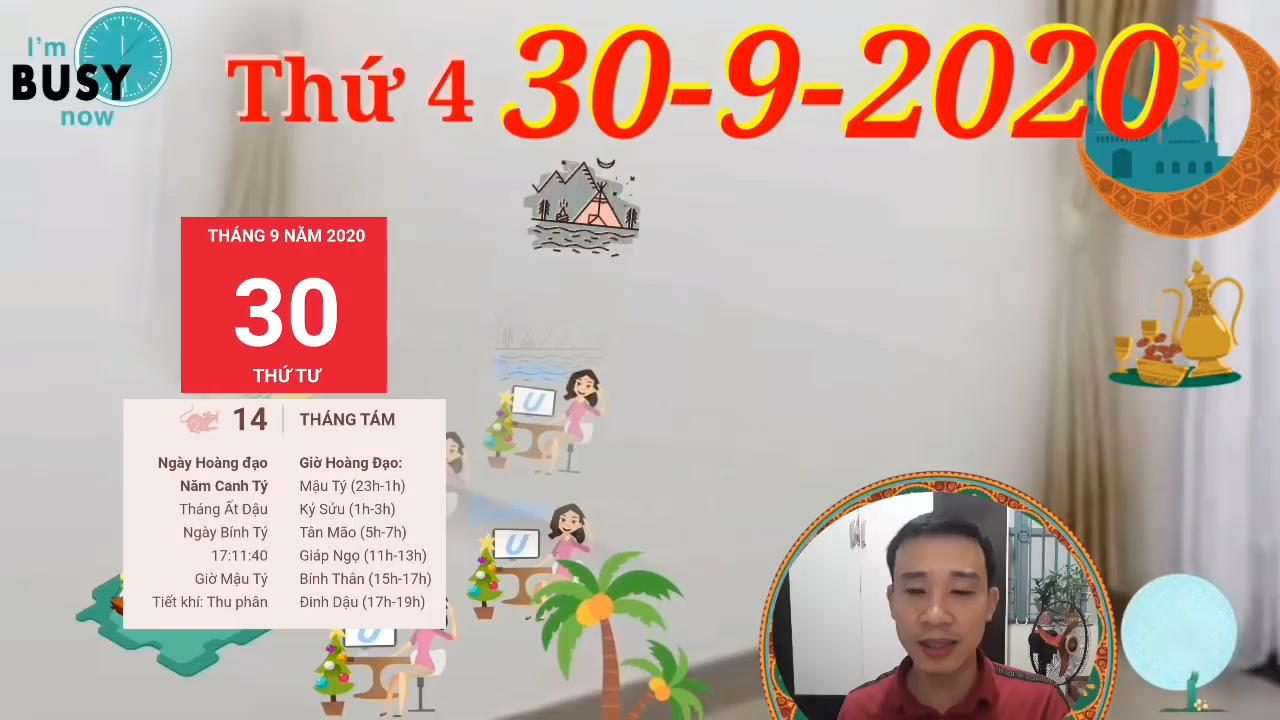 I'm
BUSY
now
Thứ 4 30-9-2020
THÁNG 9 NĂM 2020
30
THỨ TƯ
14 THÁNG TÁM
Ngày Hoàng đạo
Năm Canh Tý
Tháng Ất Dậu
Ngày Bính Tý
17:11:40
Giờ Mậu Tý
Tiết khí: Thu phân
Giờ Hoàng Đạo:
Mậu Tý (23h-1h)
Kỷ Sửu (1h-3h)
Tân Mão (5h-7h)
Giáp Ngọ (11h-13h)
Bính Thân (15h-17h)
Đinh Dậu (17h-19h)
U
U
U